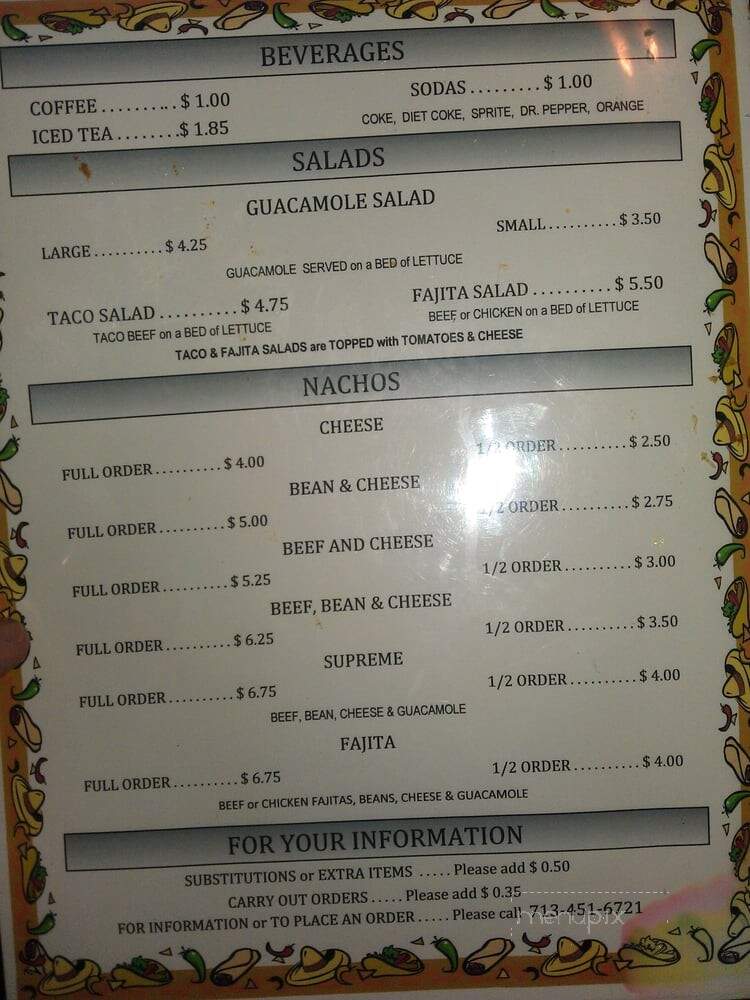 BEVERAGES
COFFEE . . . . . . . . . . $ 1.00
SODAS . . . . . . . . . $ 1.00
ICED TEA . . . . . . . .$ 1.85
COKE, DIET COKE, SPRITE, DR. PEPPER, ORANGE
SALADS
GUACAMOLE SALAD
LARGE . . . . . . . . . . $ 4.25
SMALL . . . . . . . . . . $ 3.50
GUACAMOLE SERVED on a BED of LETTUCE
TACO SALAD . . . . . . . . . . $ 4.75
FAJITA SALAD . . . . . . . . . . $ 5.50
TACO BEEF on a BED of LETTUCE
BEEF or CHICKEN on a BED of LETTUCE
TACO & FAJITA SALADS are TOPPED with TOMATOES & CHEESE
NACHOS
CHEESE
FULL ORDER . . . . . . . . . . $ 4.00
1/2 ORDER . . . . . . . . . . $ 2.50
BEAN & CHEESE
FULL ORDER . . . . . . . . . . $ 5.00
1/2 ORDER . . . . . . . . . . $ 2.75
BEEF AND CHEESE
FULL ORDER . . . . . . . . . . $ 5.25
1/2 ORDER . . . . . . . . . . $ 3.00
BEEF, BEAN & CHEESE
FULL ORDER . . . . . . . . . . $ 6.25
1/2 ORDER . . . . . . . . . . $ 3.50
SUPREME
FULL ORDER . . . . . . . . . . $ 6.75
1/2 ORDER . . . . . . . . . . $ 4.00
BEEF, BEAN, CHEESE & GUACAMOLE
FAJITA
FULL ORDER . . . . . . . . . . $ 6.75
1/2 ORDER . . . . . . . . . . $ 4.00
BEEF or CHICKEN FAJITAS, BEANS, CHEESE & GUACAMOLE
FOR YOUR INFORMATION
SUBSTITUTIONS or EXTRA ITEMS . . . . . Please add $ 0.50
CARRY OUT ORDERS . . . . . Please add $ 0.35
FOR INFORMATION or TO PLACE AN ORDER . . . . . Please call 713-451-6721
menupix